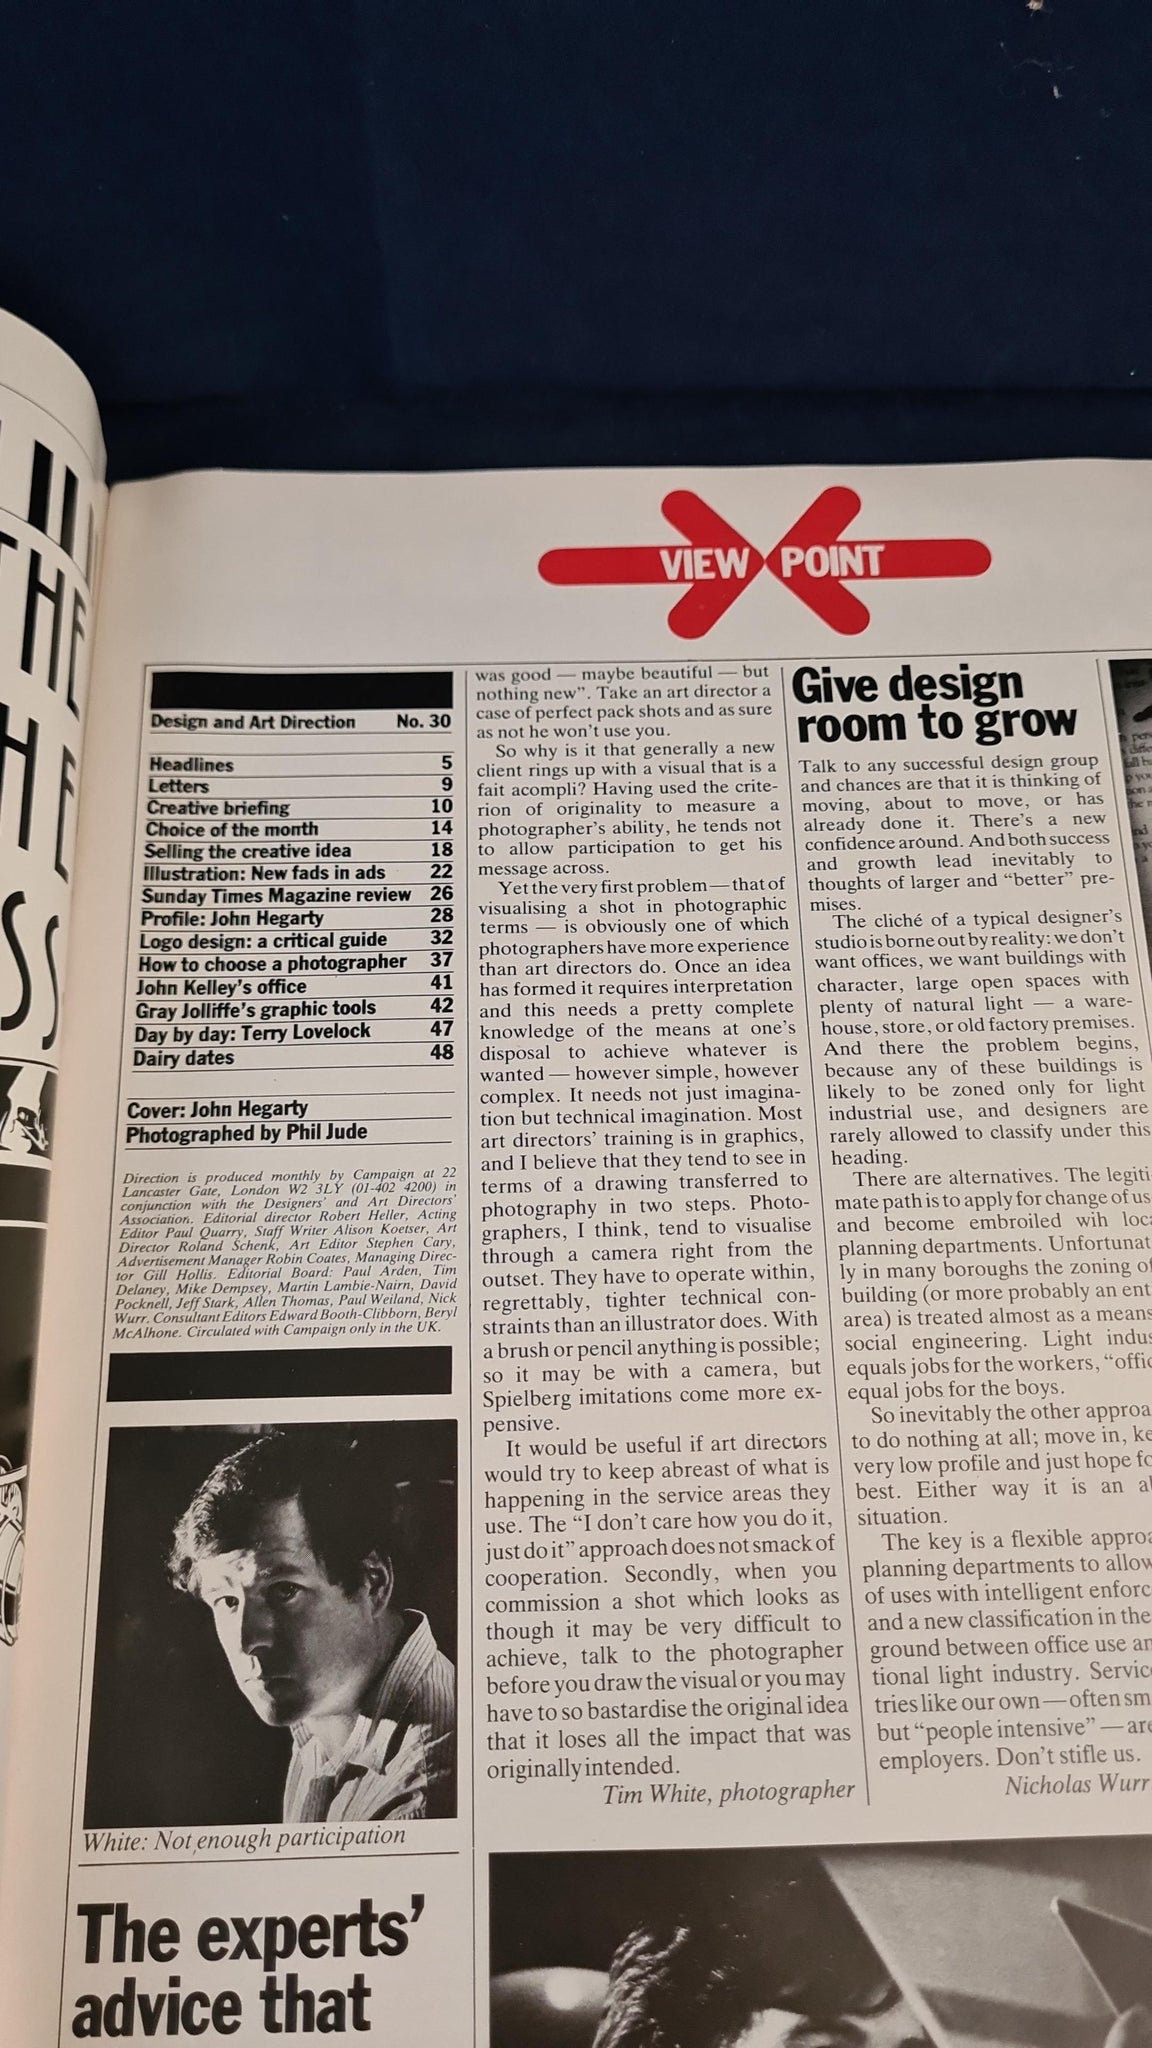 VIEW POINT
Design and Art Direction No. 30
Headlines 5
Letters 9
Creative briefing 10
Choice of the month 14
Selling the creative idea 18
Illustration: New fads in ads 22
Sunday Times Magazine review 26
Profile: John Hegarty 28
Logo design: a critical guide 32
How to choose a photographer 37
John Kelley's office 41
Gray Jolliffe's graphic tools 42
Day by day: Terry Lovelock 47
Dairy dates 48
Cover: John Hegarty
Photographed by Phil Jude
Direction is produced monthly by Campaign at 22
Lancaster Gate, London W2 3LY (01-402 4200) in
conjunction with the Designers' and Art Directors'
Association. Editorial director Robert Heller, Acting
Editor Paul Quarry, Staff Writer Alison Koetser, Art
Director Roland Schenk, Art Editor Stephen Cary,
Advertisement Manager Robin Coates, Managing Direc-
tor Gill Hollis. Editorial Board: Paul Arden, Tim
Delaney, Mike Dempsey, Martin Lambie-Nairn, David
Pocknell, Jeff Stark, Allen Thomas, Paul Weiland, Nick
Wurr. Consultant Editors Edward Booth-Clibborn, Beryl
McAlhone. Circulated with Campaign only in the UK.
White: Not enough participation
The experts'
advice that
was good — maybe beautiful — but
nothing new". Take an art director a
case of perfect pack shots and as sure
as not he won't use you.
So why is it that generally a new
client rings up with a visual that is a
fait acompli? Having used the crite-
rion of originality to measure a
photographer's ability, he tends not
to allow participation to get his
message across.
Yet the very first problem — that of
visualising a shot in photographic
terms — is obviously one of which
photographers have more experience
than art directors do. Once an idea
has formed it requires interpretation
and this needs a pretty complete
knowledge of the means at one's
disposal to achieve whatever is
wanted — however simple, however
complex. It needs not just imagina-
tion but technical imagination. Most
art directors' training is in graphics,
and I believe that they tend to see in
terms of a drawing transferred to
photography in two steps. Photo-
graphers, I think, tend to visualise
through a camera right from the
outset. They have to operate within,
regrettably, tighter technical con-
straints than an illustrator does. With
a brush or pencil anything is possible;
so it may be with a camera, but
Spielberg imitations come more ex-
pensive.
It would be useful if art directors
would try to keep abreast of what is
happening in the service areas they
use. The "I don't care how you do it,
just do it" approach does not smack of
cooperation. Secondly, when you
commission a shot which looks as
though it may be very difficult to
achieve, talk to the photographer
before you draw the visual or you may
have to so bastardise the original idea
that it loses all the impact that was
originally intended.
Tim White, photographer
Give design
room to grow
Talk to any successful design group
and chances are that it is thinking of
moving, about to move, or has
already done it. There's a new
confidence around. And both success
and growth lead inevitably to
thoughts of larger and "better" pre-
mises.
The cliché of a typical designer's
studio is borne out by reality: we don't
want offices, we want buildings with
character, large open spaces with
plenty of natural light — a ware-
house, store, or old factory premises.
And there the problem begins,
because any of these buildings is
likely to be zoned only for light
industrial use, and designers are
rarely allowed to classify under this
heading.
There are alternatives. The legiti-
mate path is to apply for change of us
and become embroiled wih loc
planning departments. Unfortunat
ly in many boroughs the zoning of
building (or more probably an ent
area) is treated almost as a means
social engineering. Light indus
equals jobs for the workers, "offic
equal jobs for the boys.
So inevitably the other approa
to do nothing at all; move in, ke
very low profile and just hope fo
best. Either way it is an a
situation.
The key is a flexible approa
planning departments to allow
of uses with intelligent enforc
and a new classification in the
ground between office use an
tional light industry. Servic
tries like our own — often sm
but "people intensive" — are
employers. Don't stifle us.
Nicholas Wurr